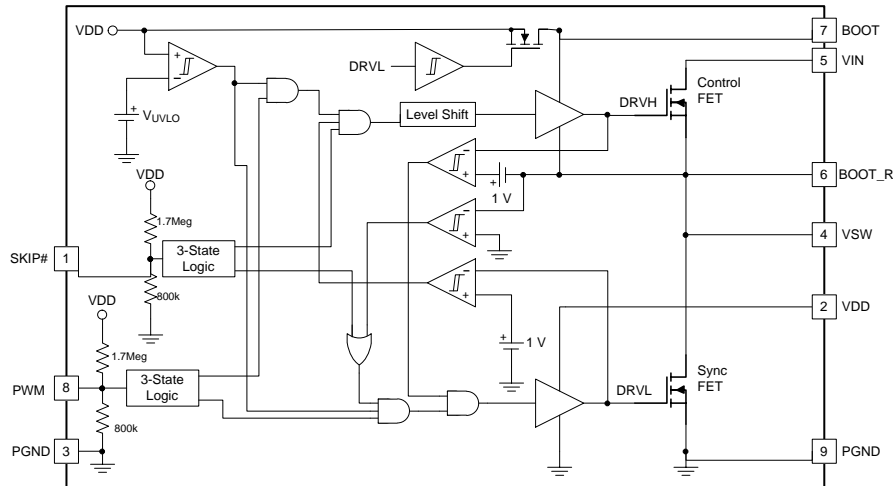 VDD
7
BOOT
5
VIN
DRVL
Control
FET
DRVH
+
−
VUVLO
Level Shift
−
+
+
1 V
6
BOOT_R
VDD
1.7Meg
−
+
4
VSW
SKIP#
1
3-State
Logic
−
+
800k
VDD
+
1 V
2
VDD
1.7Meg
Sync
FET
PWM
8
3-State
Logic
DRVL
800k
PGND
3
9
PGND